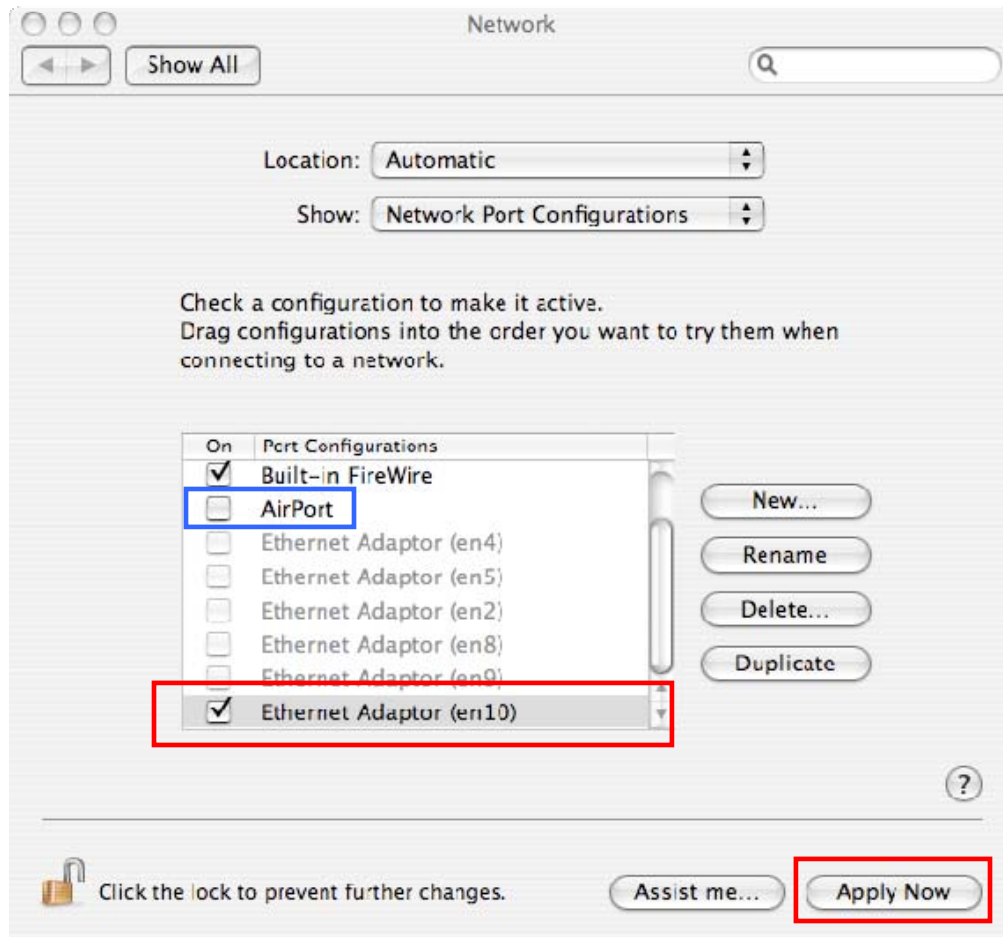 Network
Show All
Location: Automatic
Show: Network Port Configurations
Check a configuration to make it active.
Drag configurations into the order you want to try them when
connecting to a network.
On Port Configurations
Built-in FireWire
AirPort
Ethernet Adaptor (en4)
Ethernet Adaptor (en5)
Ethernet Adaptor (en2)
Ethernet Adaptor (en8)
Ethernet Adaptor (en9)
Ethernet Adaptor (en10)
New...
Rename
Delete...
Duplicate
?
Click the lock to prevent further changes.
Assist me...
Apply Now